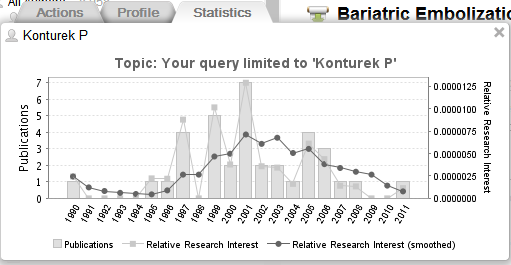 Actions Profile Statistics
Bariatric Embolizatio
Konturek P
Topic: Your query limited to 'Konturek P'
Publications
7
6
5
4
3
2
1
0
0.0000125
0.0000100
0.0000075
0.0000050
0.0000025
0.0000000
Relative Research Interest
1990 1991 1992 1993 1994 1995 1996 1997 1998 1999 2000 2001 2002 2003 2004 2005 2006 2007 2008 2009 2010 2011
Publications Relative Research Interest Relative Research Interest (smoothed)